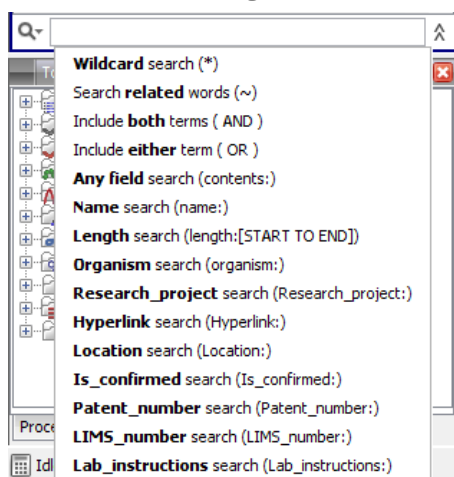 Wildcard search (*)
Search related words (~)
Include both terms ( AND )
Include either term ( OR )
Any field search (contents:)
Name search (name:)
Length search (length:[START TO END])
Organism search (organism:)
Research_project search (Research_project:)
Hyperlink search (Hyperlink:)
Location search (Location:)
Is_confirmed search (Is_confirmed:)
Patent_number search (Patent_number:)
Proce
LIMS_number search (LIMS_number:)
Idl
Lab_instructions search (Lab_instructions:)